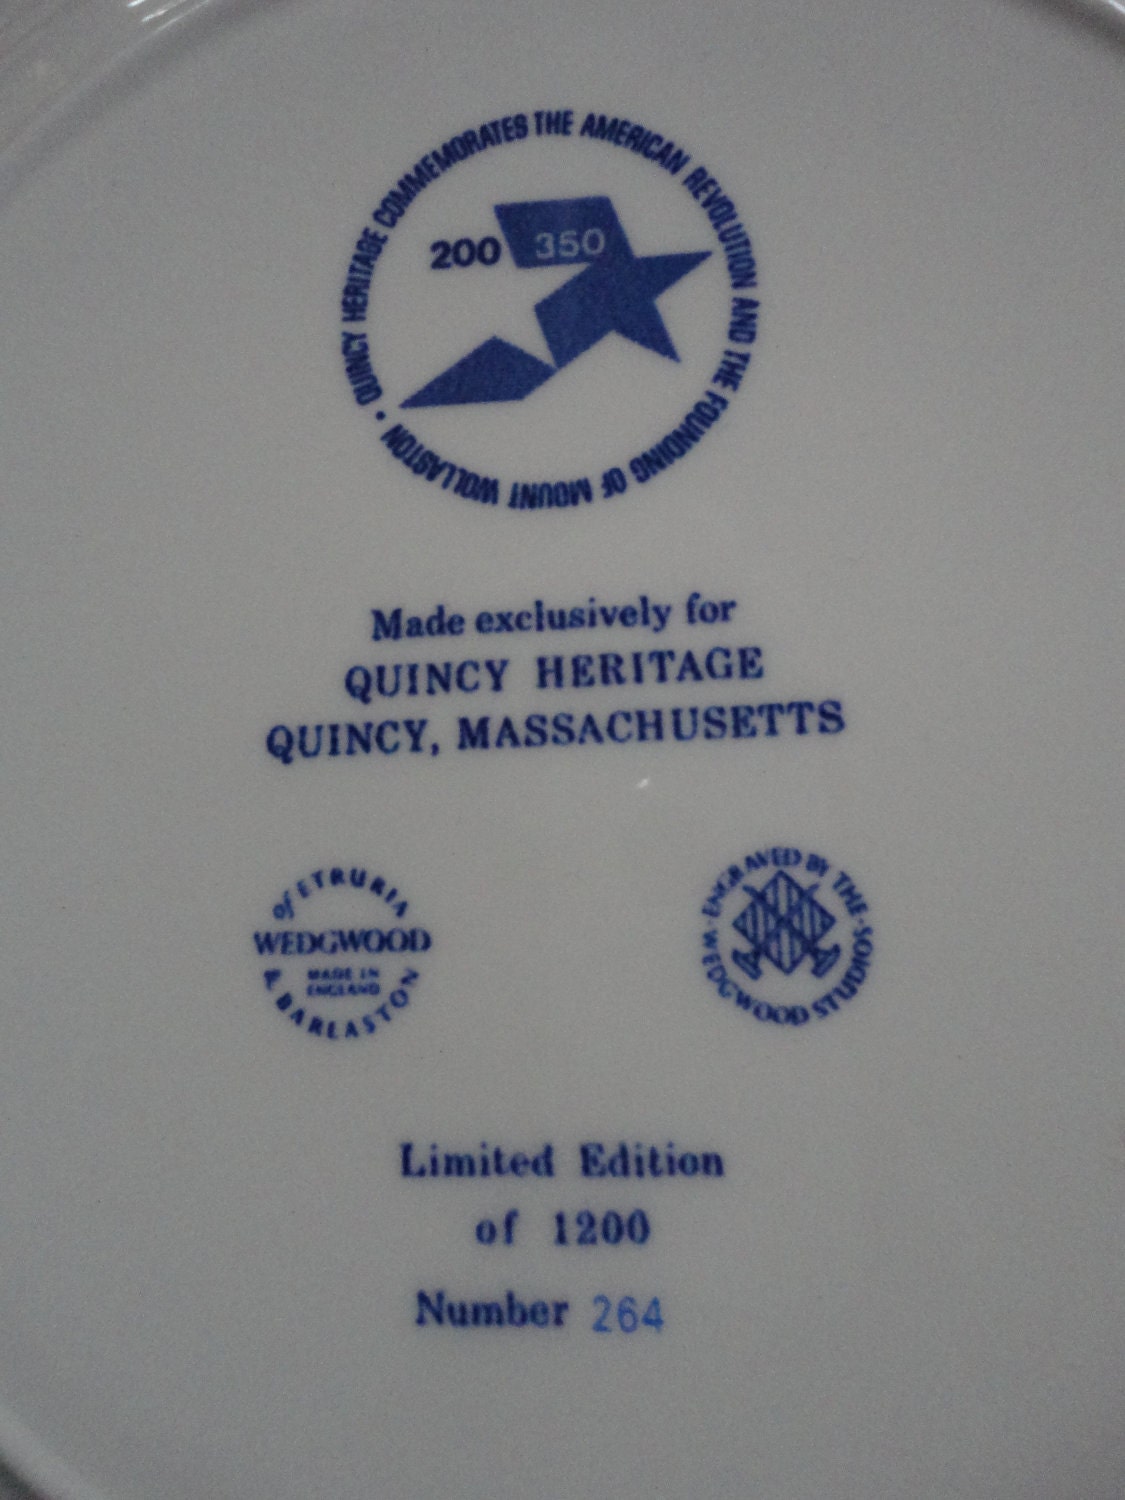 • QUINCY HERITAGE COMMEMORATES THE AMERICAN REVOLUTION AND THE FOUNDING OF MOUNT WOLLASTON
200 350
Made exclusively for
QUINCY HERITAGE
QUINCY, MASSACHUSETTS
of ETRURIA
WEDGWOOD
MADE IN
ENGLAND
& BARLASTON
ENGRAVED BY THE
· WEDGWOOD STUDIOS ·
Limited Edition
of 1200
Number 264